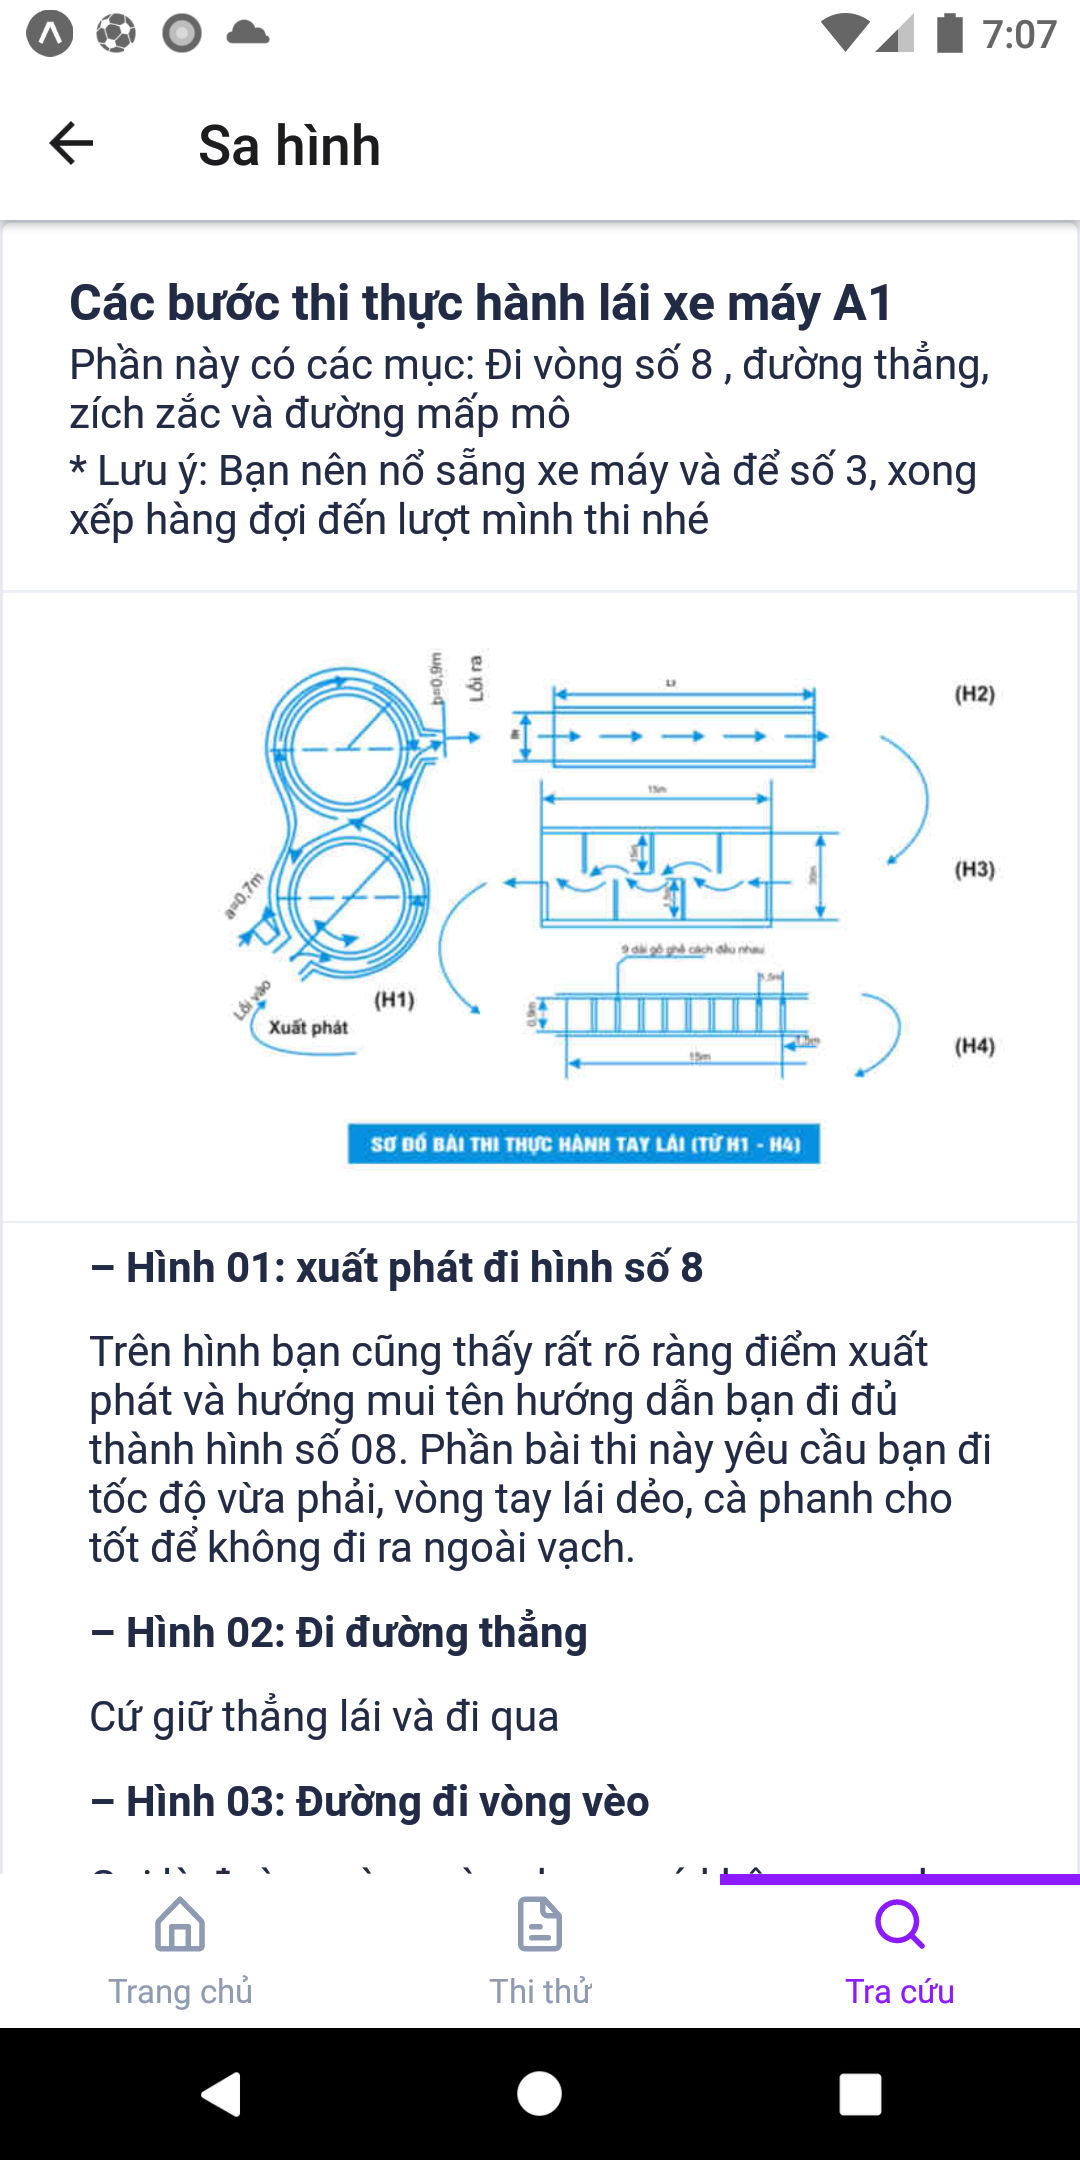 7:07
Sa hình
Các bước thi thực hành lái xe máy A1
Phần này có các mục: Đi vòng số 8 , đường thẳng,
zích zắc và đường mấp mô
* Lưu ý: Bạn nên nổ sẵng xe máy và để số 3, xong
xếp hàng đợi đến lượt mình thi nhé
b=0,9m
Lối ra
(H2)
15m
(H3)
a=0,7m
9 dải gỗ ghẻ cách đều nhau
1,5m
Lối vào
(H1)
0,9m
Xuất phát
1,5m
15m
(H4)
SƠ ĐỒ BÀI THI THỰC HÀNH TAY LÁI (TỪ H1 - H4)
– Hình 01: xuất phát đi hình số 8
Trên hình bạn cũng thấy rất rõ ràng điểm xuất
phát và hướng mui tên hướng dẫn bạn đi đủ
thành hình số 08. Phần bài thi này yêu cầu bạn đi
tốc độ vừa phải, vòng tay lái dẻo, cà phanh cho
tốt để không đi ra ngoài vạch.
– Hình 02: Đi đường thẳng
Cứ giữ thẳng lái và đi qua
– Hình 03: Đường đi vòng vèo
Trang chủ
Thi thử
Tra cứu